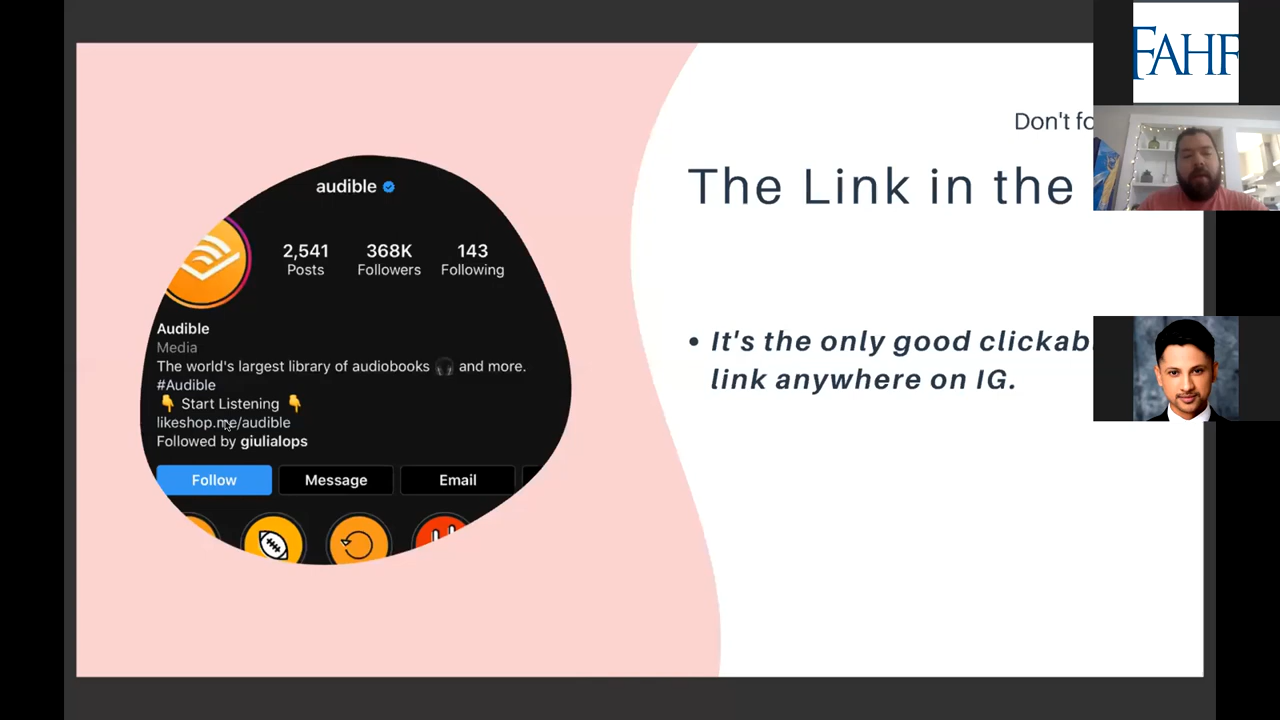 FAHF
Don't fo
The Link in the
It's the only good clickab
link anywhere on IG.
audible
2,541 368K 143
Posts Followers Following
Audible
Media
The world's largest library of audiobooks 🎧 and more.
#Audible
👇 Start Listening 👇
likeshop.me/audible
Followed by giulialops
Follow Message Email